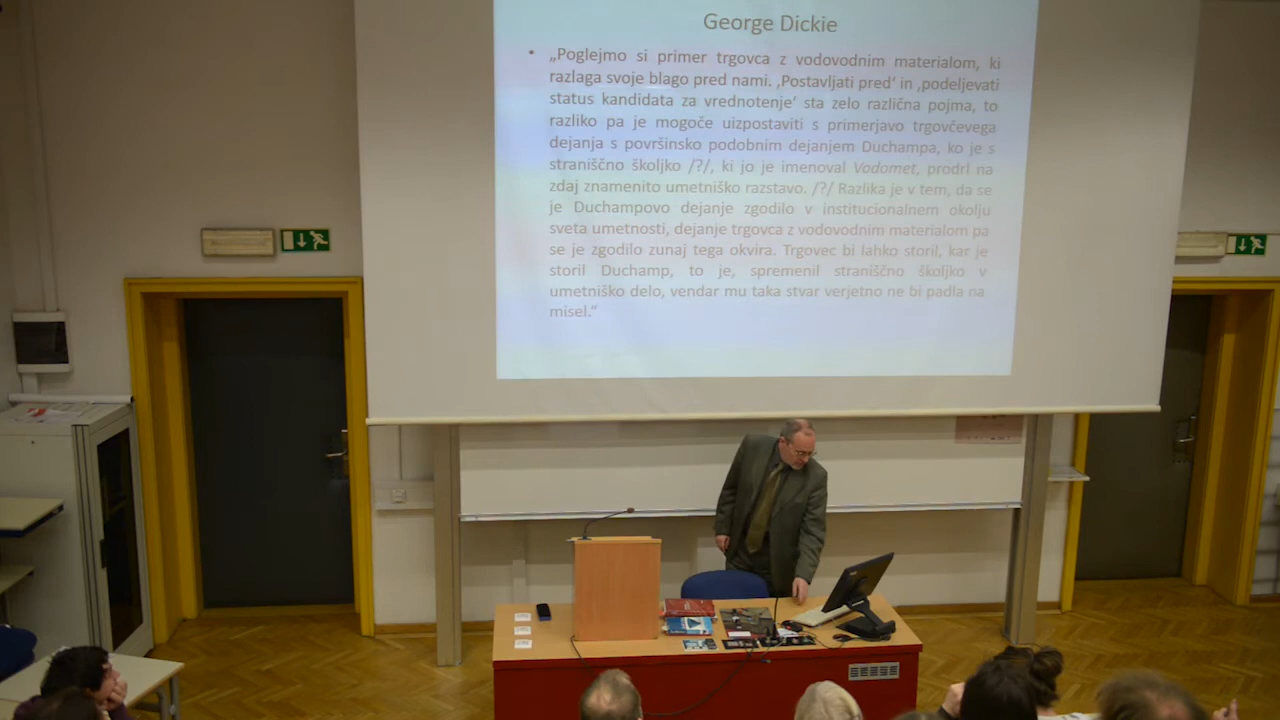 George Dickie
• „Poglejmo si primer trgovca z vodovodnim materialom, ki
razlaga svoje blago pred nami. ‚Postavljati pred‘ in ‚podeljevati
status kandidata za vrednotenje‘ sta zelo različna pojma, to
razliko pa je mogoče uizpostaviti s primerjavo trgovčevega
dejanja s površinsko podobnim dejanjem Duchampa, ko je s
straniščno školjko /?/, ki jo je imenoval Vodomet, prodrl na
zdaj znamenito umetniško razstavo. /?/ Razlika je v tem, da se
je Duchampovo dejanje zgodilo v institucionalnem okolju
sveta umetnosti, dejanje trgovca z vodovodnim materialom pa
se je zgodilo zunaj tega okvira. Trgovec bi lahko storil, kar je
storil Duchamp, to je, spremenil straniščno školjko v
umetniško delo, vendar mu taka stvar verjetno ne bi padla na
misel.“